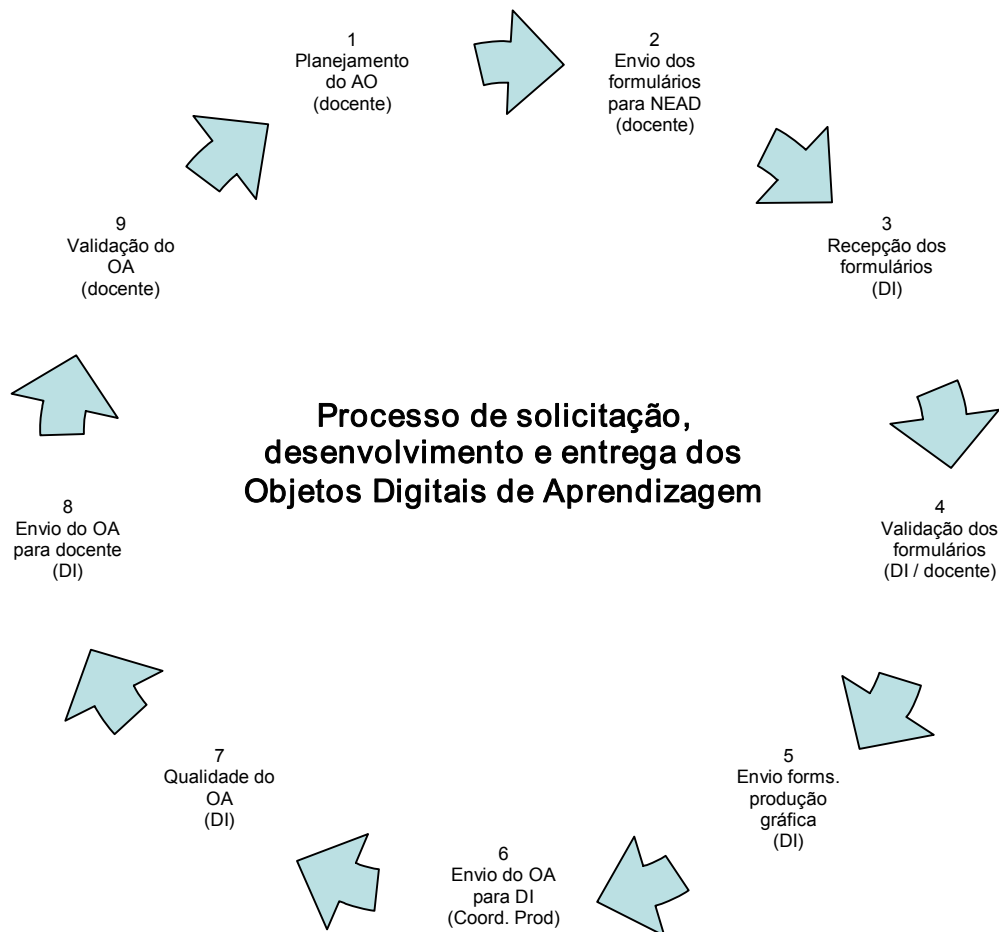 1
Planejamento
do AO
(docente)
2
Envio dos
formulários
para NEAD
(docente)
3
Recepção dos
formulários
(DI)
4
Validação dos
formulários
(DI / docente)
5
Envio forms.
produção
gráfica
(DI)
6
Envio do OA
para DI
(Coord. Prod)
7
Qualidade do
OA
(DI)
8
Envio do OA
para docente
(DI)
9
Validação do
OA
(docente)
Processo de solicitação,
desenvolvimento e entrega dos
Objetos Digitais de Aprendizagem